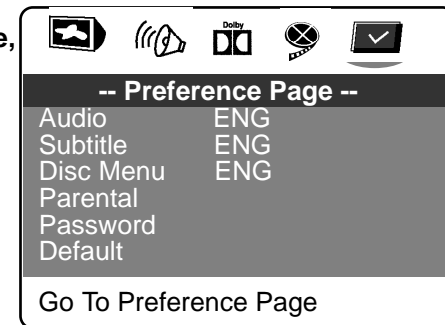 e,
Dolby
-- Preference Page --
Audio ENG
Subtitle ENG
Disc Menu ENG
Parental
Password
Default
Go To Preference Page